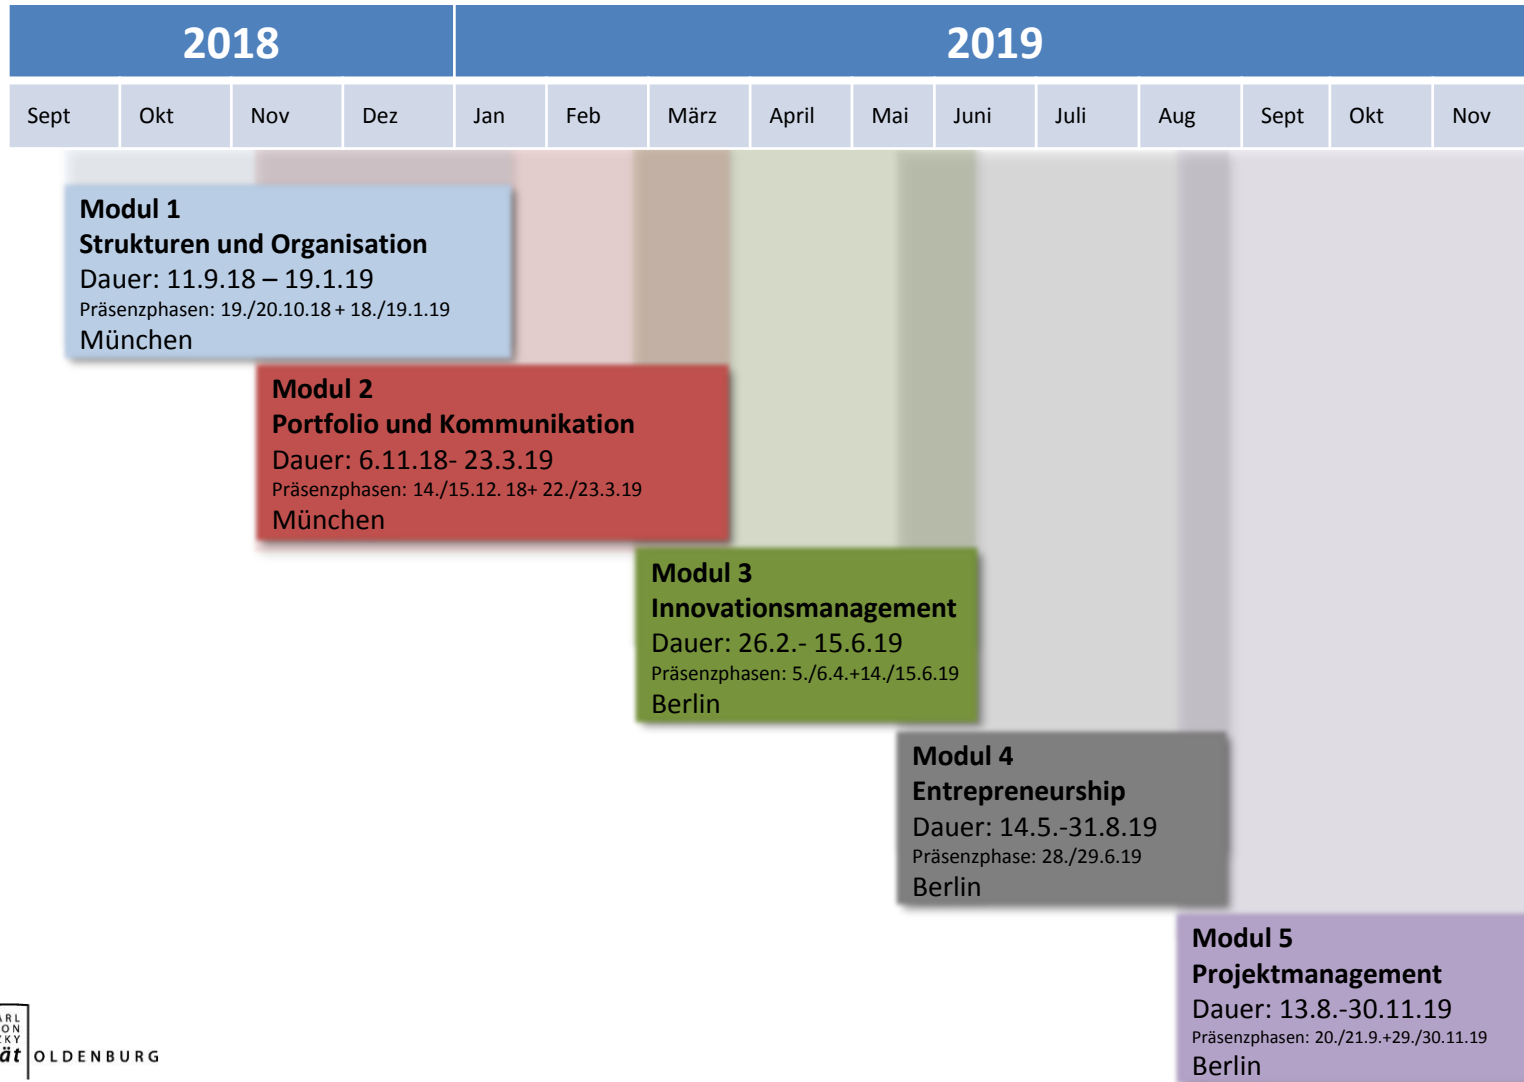 2018 2019
Sept Okt Nov Dez Jan Feb März April Mai Juni Juli Aug Sept Okt Nov
Modul 1
Strukturen und Organisation
Dauer: 11.9.18 – 19.1.19
Präsenzphasen: 19./20.10.18 + 18./19.1.19
München
Modul 2
Portfolio und Kommunikation
Dauer: 6.11.18- 23.3.19
Präsenzphasen: 14./15.12. 18+ 22./23.3.19
München
Modul 3
Innovationsmanagement
Dauer: 26.2.- 15.6.19
Präsenzphasen: 5./6.4.+14./15.6.19
Berlin
Modul 4
Entrepreneurship
Dauer: 14.5.-31.8.19
Präsenzphase: 28./29.6.19
Berlin
Modul 5
Projektmanagement
Dauer: 13.8.-30.11.19
Präsenzphasen: 20./21.9.+29./30.11.19
Berlin
OLDENBURG